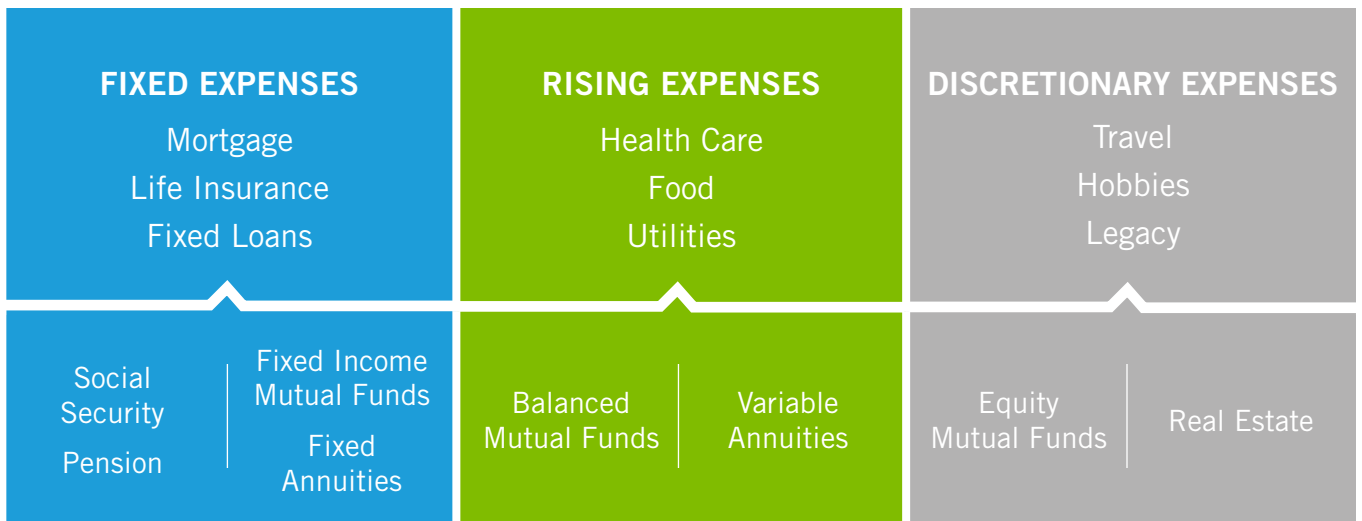 FIXED EXPENSES
Mortgage
Life Insurance
Fixed Loans
Social
Security
Pension
Fixed Income
Mutual Funds
Fixed
Annuities
RISING EXPENSES
Health Care
Food
Utilities
Balanced
Mutual Funds
Variable
Annuities
DISCRETIONARY EXPENSES
Travel
Hobbies
Legacy
Equity
Mutual Funds
Real Estate